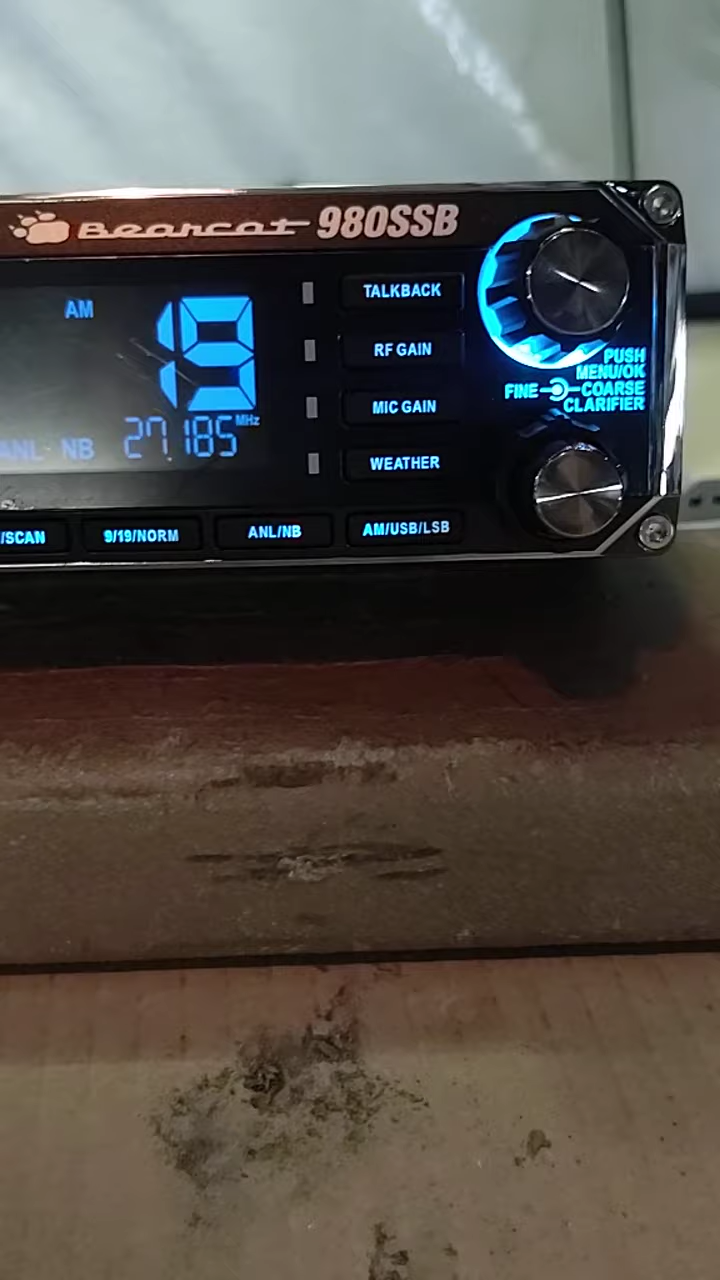 Bearcat 980SSB
TALKBACK
AM
19
RF GAIN
PUSH
MENU/OK
FINE COARSE
CLARIFIER
MIC GAIN
ANL NB 27.185 MHz
WEATHER
/SCAN 9/19/NORM ANL/NB AM/USB/LSB